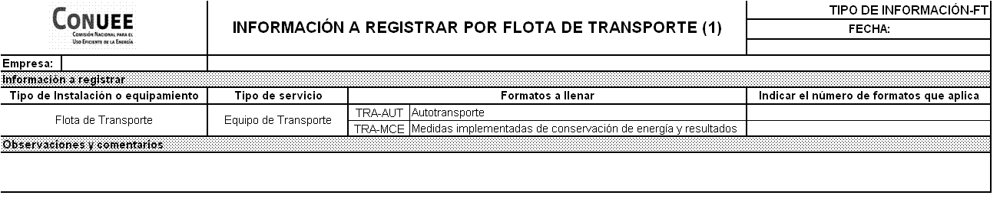 CONUEE
COMISIÓN NACIONAL PARA EL
USO EFICIENTE DE LA ENERGÍA
INFORMACIÓN A REGISTRAR POR FLOTA DE TRANSPORTE (1)
TIPO DE INFORMACIÓN-FT
FECHA:
Empresa:
Información a registrar
Tipo de Instalación o equipamiento
Tipo de servicio
Formatos a llenar
Indicar el número de formatos que aplica
Flota de Transporte
Equipo de Transporte
TRA-AUT Autotransporte
TRA-MCE Medidas implementadas de conservación de energía y resultados
Observaciones y comentarios